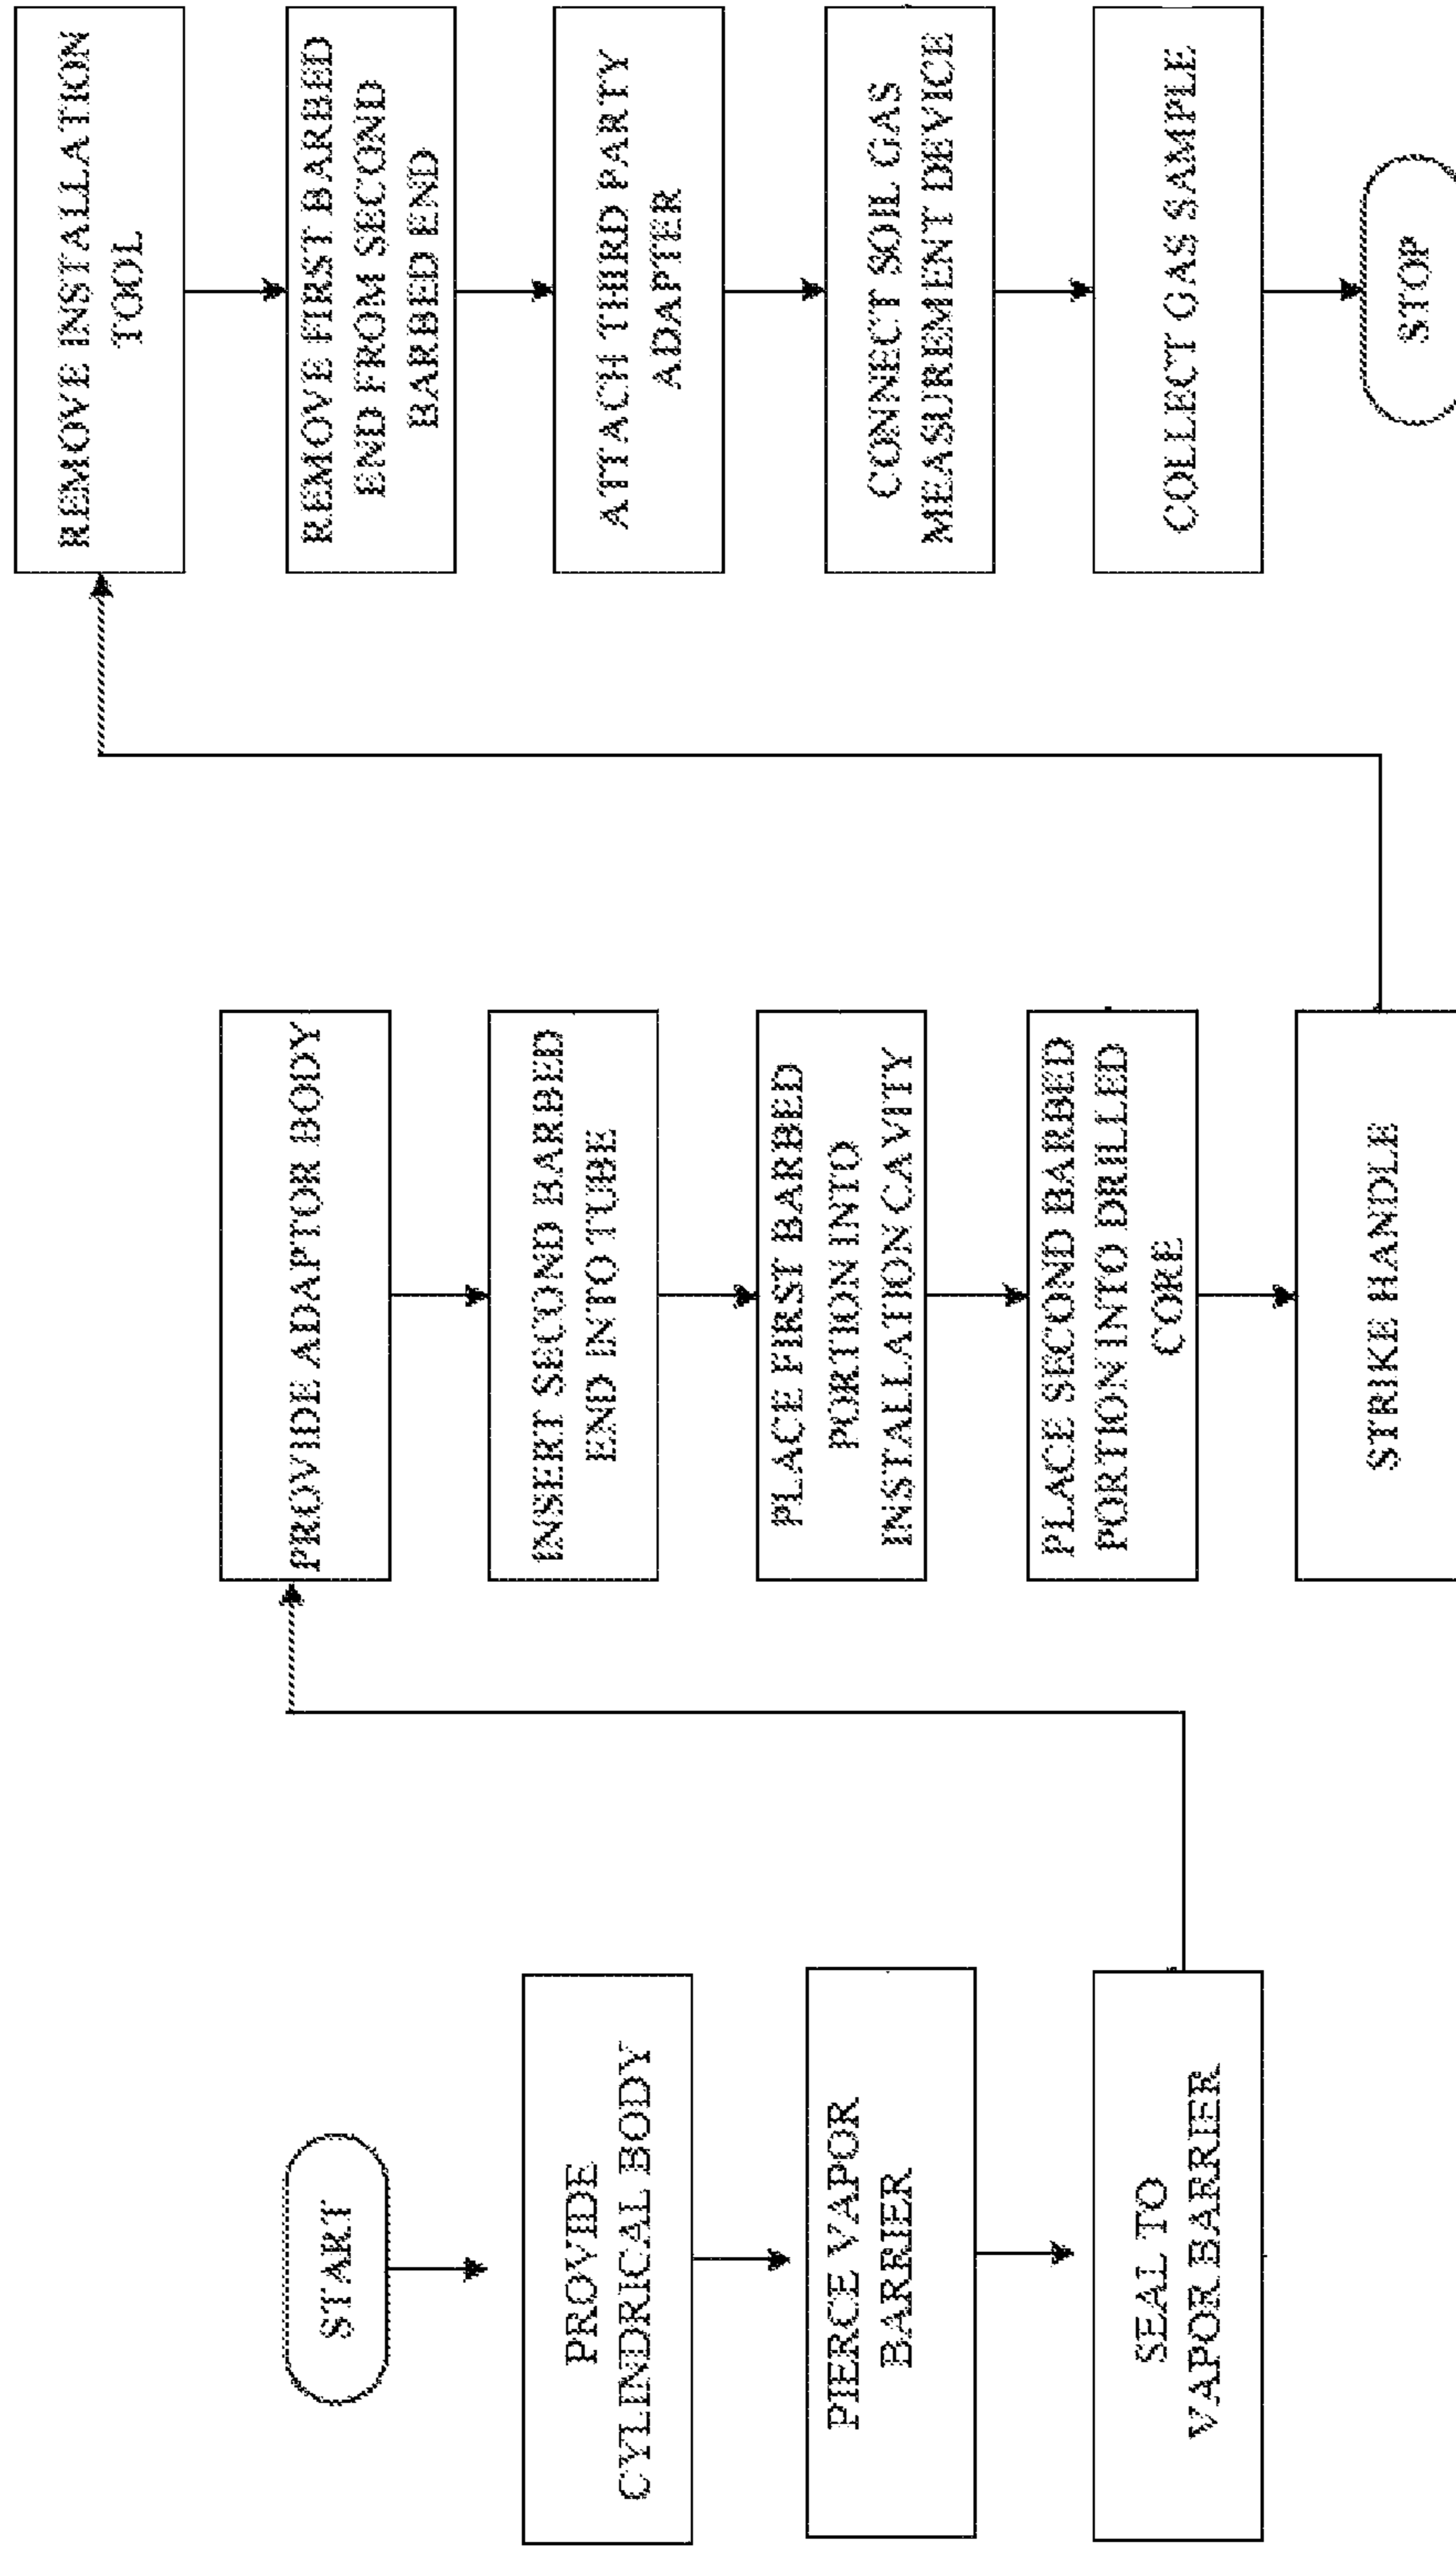 START
PROVIDE
CYLINDRICAL BODY
PIERCE VAPOR
BARRIER
SEAL TO
VAPOR BARRIER
PROVIDE ADAPTOR BODY
INSERT SECOND BARBED
END INTO TUBE
PLACE FIRST BARBED
PORTION INTO
INSTALLATION CAVITY
PLACE SECOND BARBED
PORTION INTO DRILLED
CORE
STRIKE HANDLE
REMOVE INSTALLATION
TOOL
REMOVE FIRST BARBED
END FROM SECOND
BARBED END
ATTACH THIRD PARTY
ADAPTER
CONNECT SOIL GAS
MEASUREMENT DEVICE
COLLECT GAS SAMPLE
STOP